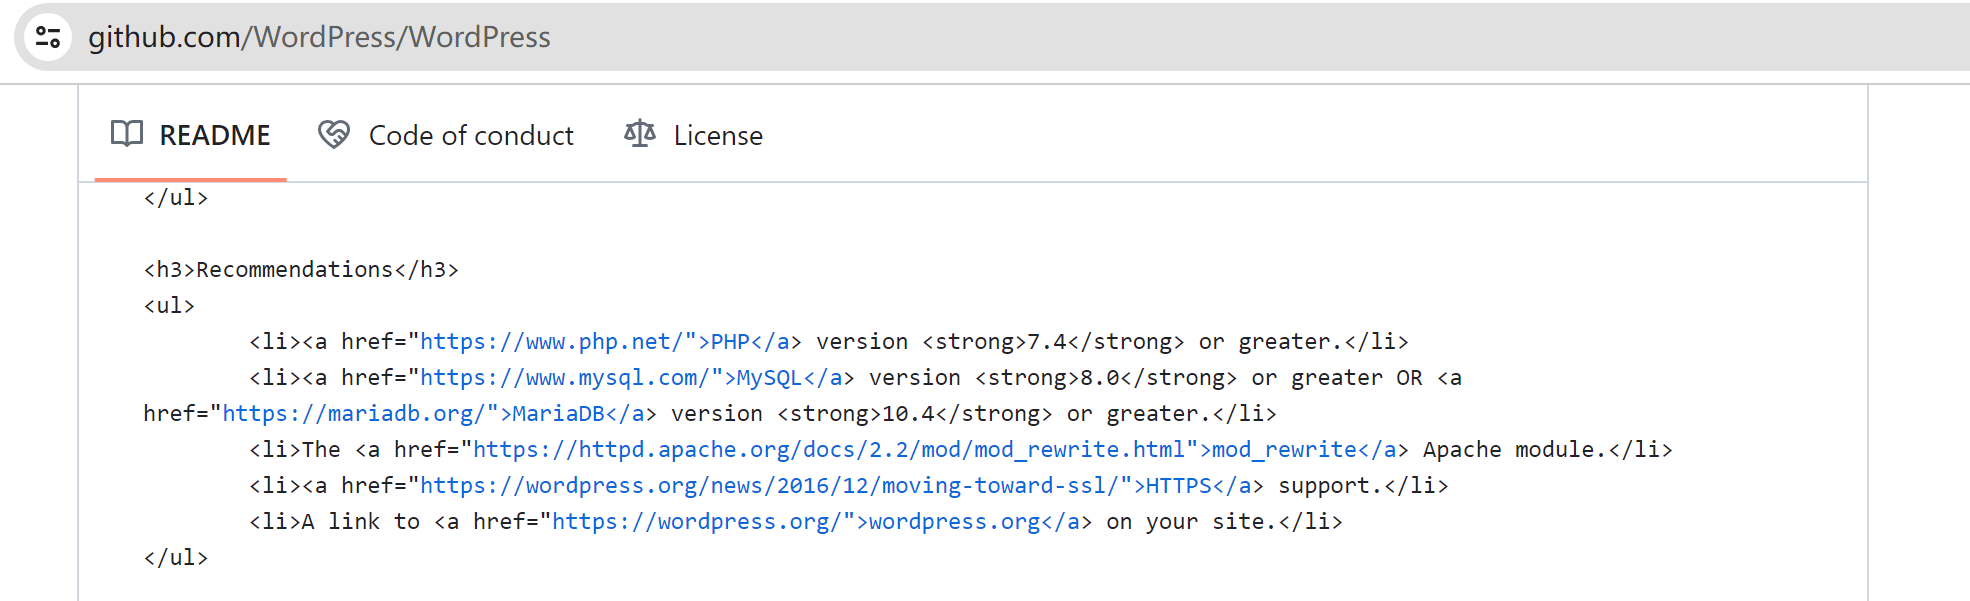 github.com/WordPress/WordPress
README Code of conduct License
</ul>
<h3>Recommendations</h3>
<ul>
<li><a href="https://www.php.net/">PHP</a> version <strong>7.4</strong> or greater.</li>
<li><a href="https://www.mysql.com/">MySQL</a> version <strong>8.0</strong> or greater OR <a
href="https://mariadb.org/">MariaDB</a> version <strong>10.4</strong> or greater.</li>
<li>The <a href="https://httpd.apache.org/docs/2.2/mod/mod_rewrite.html">mod_rewrite</a> Apache module.</li>
<li><a href="https://wordpress.org/news/2016/12/moving-toward-ssl/">HTTPS</a> support.</li>
<li>A link to <a href="https://wordpress.org/">wordpress.org</a> on your site.</li>
</ul>